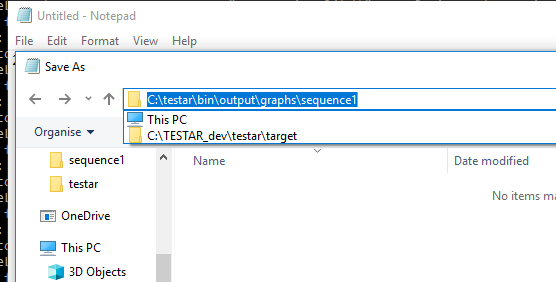 Untitled - Notepad
File Edit Format View Help
Save As
C:\testar\bin\output\graphs\sequence1
This PC
C:\TESTAR_dev\testar\target
Organise
Name Date modified
sequence1
testar
No items ma
OneDrive
This PC
3D Objects